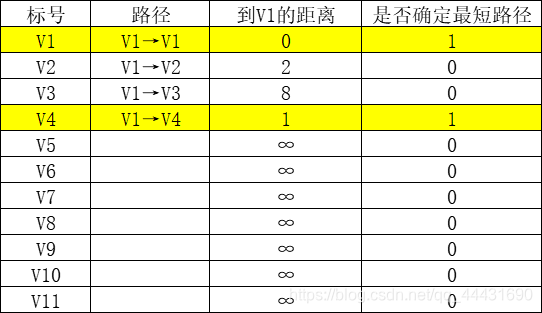 标号 路径 到V1的距离 是否确定最短路径
V1 V1→V1 0 1
V2 V1→V2 2 0
V3 V1→V3 8 0
V4 V1→V4 1 1
V5 ∞ 0
V6 ∞ 0
V7 ∞ 0
V8 ∞ 0
V9 ∞ 0
V10 ∞ 0
V11 ∞ 0
https://blog.csdn.net/qq_44431690